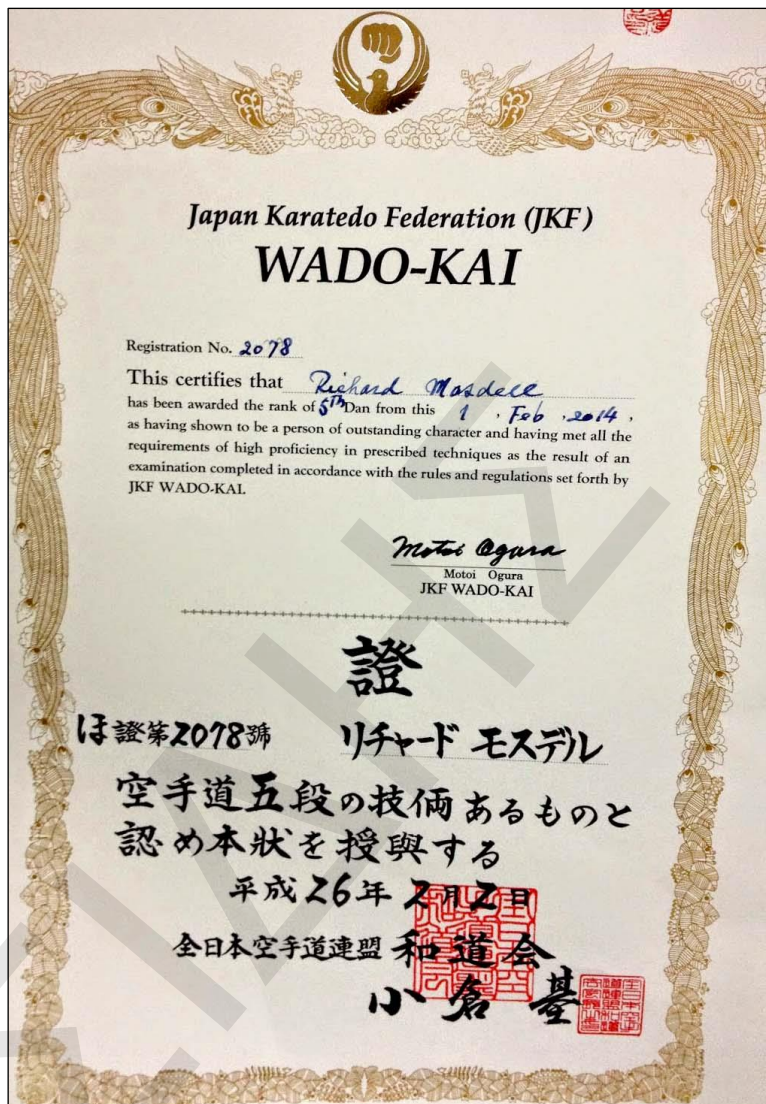 Japan Karatedo Federation (JKF)
WADO-KAI
Registration No. 2078
This certifies that Richard Mosdell
has been awarded the rank of 5th Dan from this 1 , Feb , 2014 ,
as having shown to be a person of outstanding character and having met all the
requirements of high proficiency in prescribed techniques as the result of an
examination completed in accordance with the rules and regulations set forth by
JKF WADO-KAI.
Motoi Ogura
Motoi Ogura
JKF WADO-KAI
證
ほ證第2078號 リチャード モスデル
空手道五段の技倆あるものと
認め本狀を授與する
平成26年2月2日
全日本空手道連盟 和道会
小倉 基